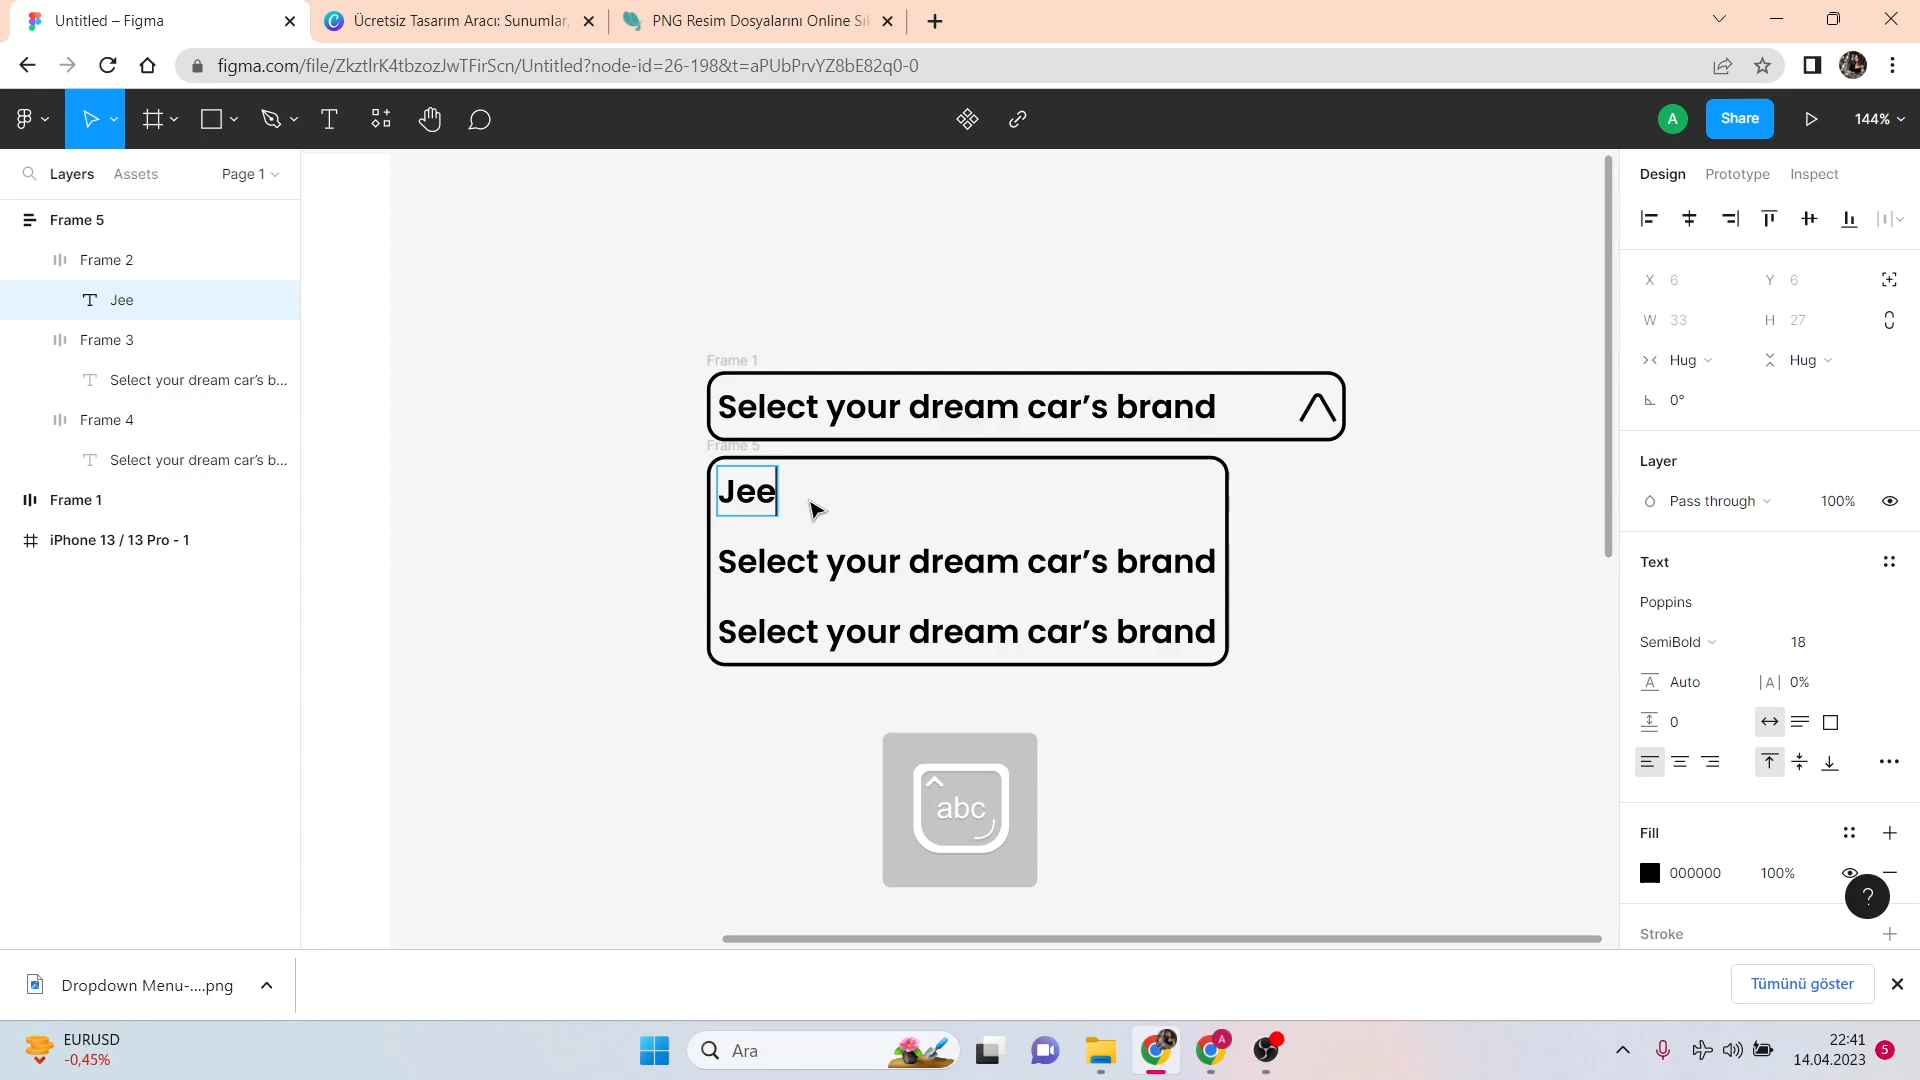 Untitled – Figma
Ücretsiz Tasarım Aracı: Sunumlar,
PNG Resim Dosyalarını Online Sık
figma.com/file/ZkztlrK4tbzozJwTFirScn/Untitled?node-id=26-198&t=aPUbPrvYZ8bE82q0-0
A
Share
144%
Layers
Assets
Page 1
Design
Prototype
Inspect
Frame 5
Frame 2
Jee
Frame 3
Select your dream car’s b...
Frame 4
Select your dream car’s b...
Frame 1
iPhone 13 / 13 Pro - 1
Frame 1
Select your dream car’s brand
Frame 5
Jee
Select your dream car’s brand
Select your dream car’s brand
abc
X 6
Y 6
W 33
H 27
Hug
Hug
0°
Layer
Pass through
100%
Text
Poppins
SemiBold
18
Auto
|A| 0%
0
Fill
000000
100%
?
Stroke
Dropdown Menu-....png
Tümünü göster
EURUSD
-0,45%
Ara
A
22:41
14.04.2023
5